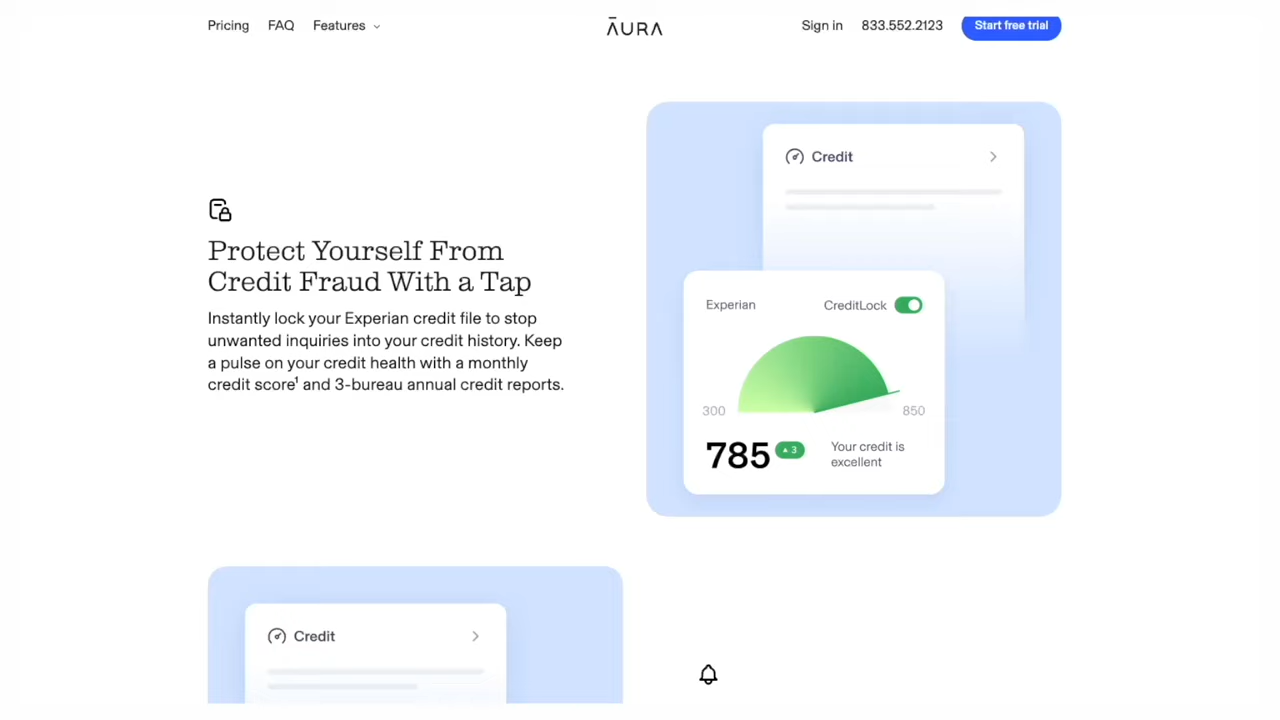 Pricing FAQ Features
ĀURA
Sign in 833.552.2123 Start free trial
Protect Yourself From
Credit Fraud With a Tap
Instantly lock your Experian credit file to stop
unwanted inquiries into your credit history. Keep
a pulse on your credit health with a monthly
credit score¹ and 3-bureau annual credit reports.
Credit
Experian CreditLock
300 850
785 3
Your credit is
excellent
Credit